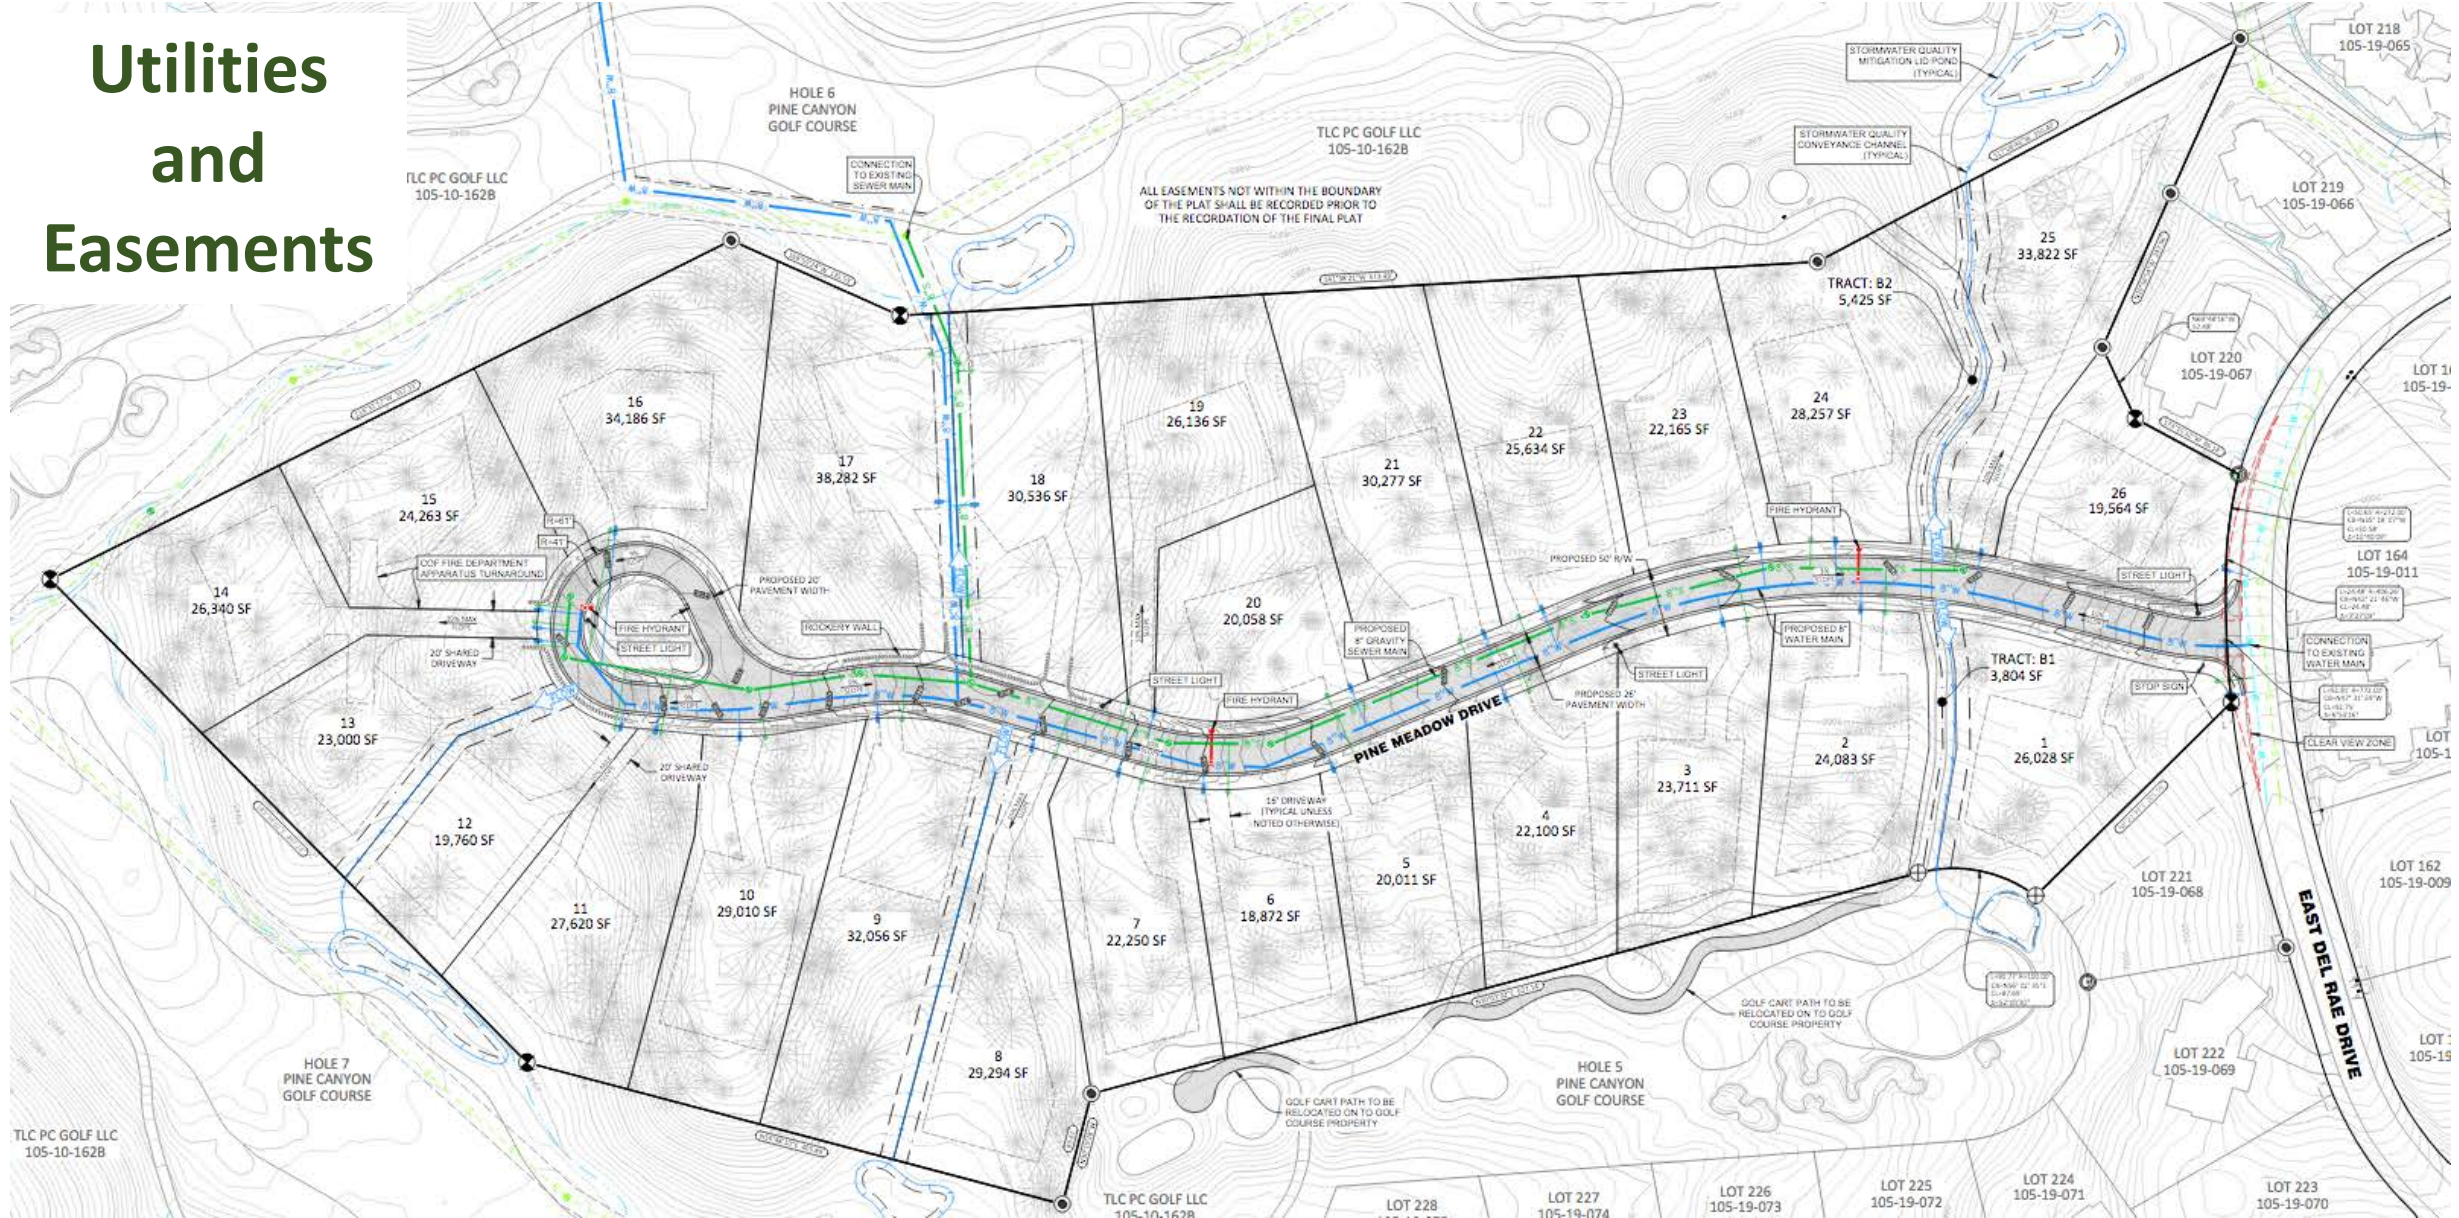 Utilities
and
Easements
TLC PC GOLF LLC
105-10-162B
HOLE 6
PINE CANYON
GOLF COURSE
CONNECTION
TO EXISTING
SEWER MAIN
TLC PC GOLF LLC
105-10-162B
ALL EASEMENTS NOT WITHIN THE BOUNDARY
OF THE PLAT SHALL BE RECORDED PRIOR TO
THE RECORDATION OF THE FINAL PLAT
STORMWATER QUALITY
MITIGATION LID POND
(TYPICAL)
STORMWATER QUALITY
CONVEYANCE CHANNEL
(TYPICAL)
LOT 218
105-19-065
LOT 219
105-19-066
LOT 220
105-19-067
TRACT: B2
5,425 SF
25
33,822 SF
26
19,564 SF
24
28,257 SF
23
22,165 SF
22
25,634 SF
21
30,277 SF
19
26,136 SF
20
20,058 SF
18
30,536 SF
17
38,282 SF
16
34,186 SF
15
24,263 SF
14
26,340 SF
13
23,000 SF
12
19,760 SF
11
27,620 SF
10
29,010 SF
9
32,056 SF
8
29,294 SF
7
22,250 SF
6
18,872 SF
5
20,011 SF
4
22,100 SF
3
23,711 SF
2
24,083 SF
1
26,028 SF
TRACT: B1
3,804 SF
R=61'
R=41'
COF FIRE DEPARTMENT
APPARATUS TURNAROUND
20' SHARED
DRIVEWAY
FIRE HYDRANT
STREET LIGHT
PROPOSED 20'
PAVEMENT WIDTH
ROCKERY WALL
20' SHARED
DRIVEWAY
STREET LIGHT
FIRE HYDRANT
16' DRIVEWAY
(TYPICAL UNLESS
NOTED OTHERWISE)
PROPOSED
8" GRAVITY
SEWER MAIN
PINE MEADOW DRIVE
PROPOSED 50' R/W
PROPOSED 26'
PAVEMENT WIDTH
STREET LIGHT
FIRE HYDRANT
PROPOSED 8"
WATER MAIN
STREET LIGHT
STOP SIGN
CONNECTION
TO EXISTING
WATER MAIN
CLEAR VIEW ZONE
LOT 164
105-19-011
LOT 162
105-19-009
EAST DEL RAE DRIVE
LOT 221
105-19-068
LOT 222
105-19-069
LOT 223
105-19-070
LOT 224
105-19-071
LOT 225
105-19-072
LOT 226
105-19-073
LOT 227
105-19-074
LOT 228
GOLF CART PATH TO BE
RELOCATED ON TO GOLF
COURSE PROPERTY
GOLF CART PATH TO BE
RELOCATED ON TO GOLF
COURSE PROPERTY
HOLE 5
PINE CANYON
GOLF COURSE
HOLE 7
PINE CANYON
GOLF COURSE
TLC PC GOLF LLC
105-10-162B
TLC PC GOLF LLC
105-10-162B